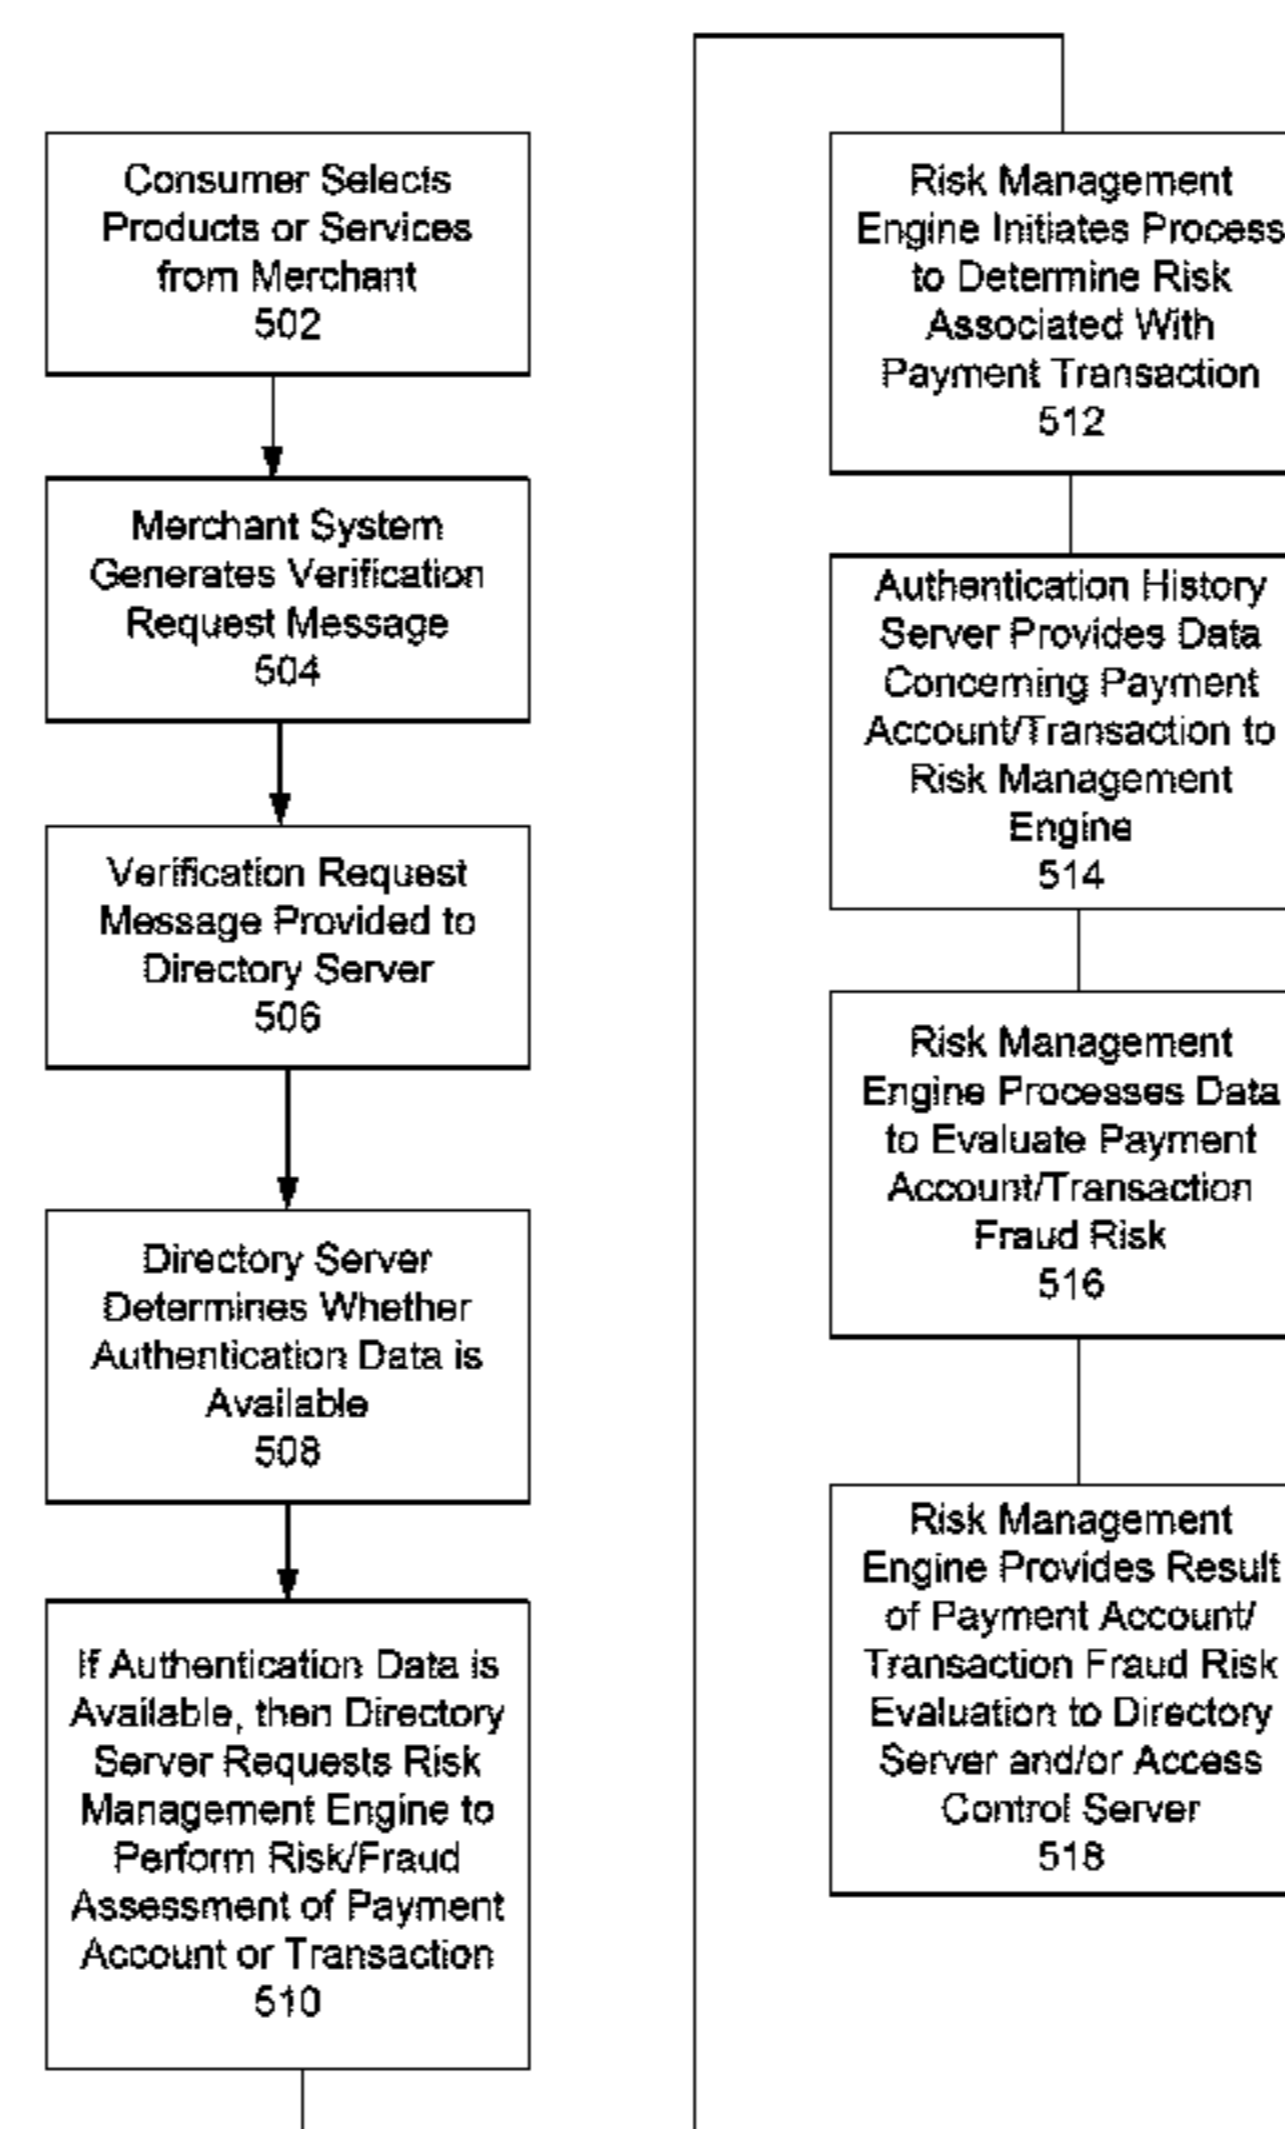 Consumer Selects
Products or Services
from Merchant
502
Merchant System
Generates Verification
Request Message
504
Verification Request
Message Provided to
Directory Server
506
Directory Server
Determines Whether
Authentication Data is
Available
508
If Authentication Data is
Available, then Directory
Server Requests Risk
Management Engine to
Perform Risk/Fraud
Assessment of Payment
Account or Transaction
510
Risk Management
Engine Initiates Process
to Determine Risk
Associated With
Payment Transaction
512
Authentication History
Server Provides Data
Concerning Payment
Account/Transaction to
Risk Management
Engine
514
Risk Management
Engine Processes Data
to Evaluate Payment
Account/Transaction
Fraud Risk
516
Risk Management
Engine Provides Result
of Payment Account/
Transaction Fraud Risk
Evaluation to Directory
Server and/or Access
Control Server
518